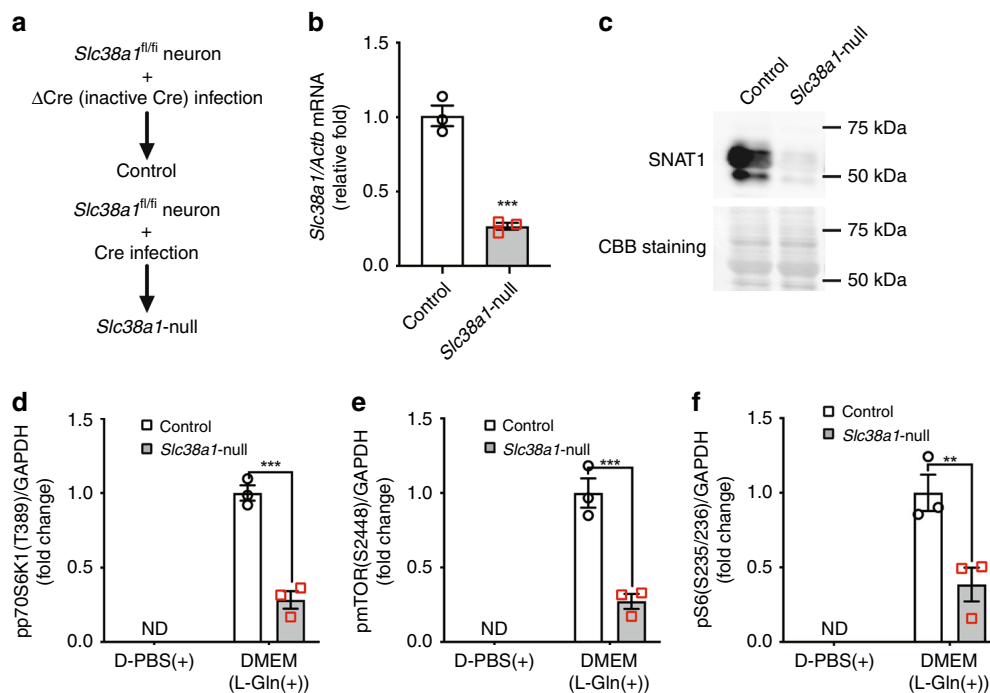 a
Slc38a1fl/fl neuron
+
ΔCre (inactive Cre) infection
Control
Slc38a1fl/fl neuron
+
Cre infection
Slc38a1-null
b
Slc38a1/Actb mRNA
(relative fold)
1.5
1.0
0.5
0.0
***
Control
Slc38a1-null
c
Control
Slc38a1-null
SNAT1
75 kDa
50 kDa
CBB staining
75 kDa
50 kDa
d
pp70S6K1(T389)/GAPDH
(fold change)
1.5
1.0
0.5
0.0
Control
Slc38a1-null
***
ND
D-PBS(+)
DMEM
(L-Gln(+))
e
pmTOR(S2448)/GAPDH
(fold change)
1.5
1.0
0.5
0.0
Control
Slc38a1-null
***
ND
D-PBS(+)
DMEM
(L-Gln(+))
f
pS6(S235/236)/GAPDH
(fold change)
1.5
1.0
0.5
0.0
Control
Slc38a1-null
**
ND
D-PBS(+)
DMEM
(L-Gln(+))